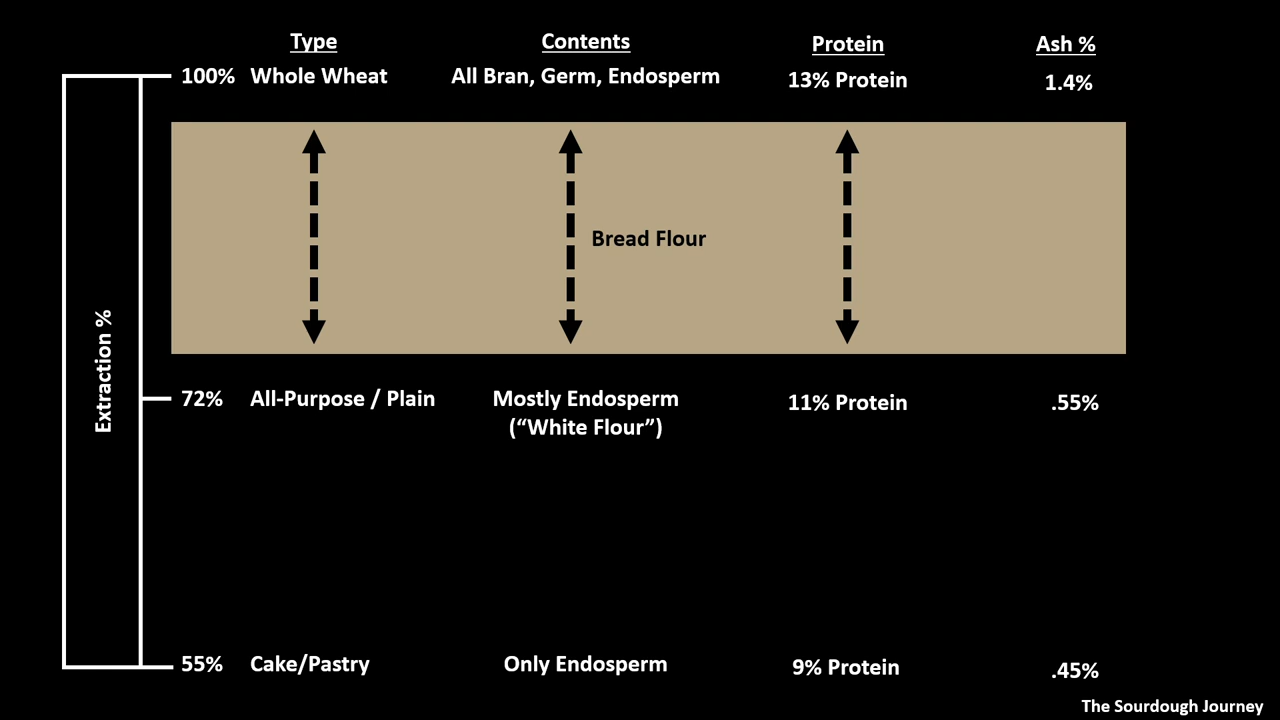 Type Contents Protein Ash %
100% Whole Wheat All Bran, Germ, Endosperm 13% Protein 1.4%
Bread Flour
Extraction %
72% All-Purpose / Plain Mostly Endosperm 11% Protein .55%
(“White Flour”)
55% Cake/Pastry Only Endosperm 9% Protein .45%
The Sourdough Journey